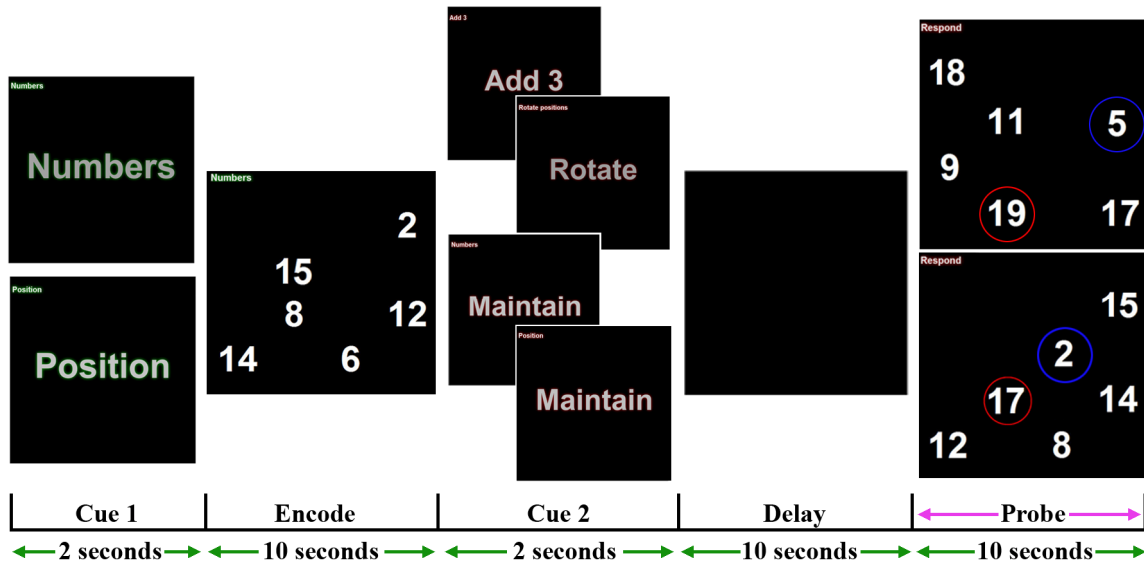 Numbers
Numbers
Position
Position
Numbers
2
15
8
12
14
6
Add 3
Add 3
Rotate positions
Rotate
Numbers
Maintain
Position
Maintain
Respond
18
11
5
9
19
17
Respond
15
2
17
14
12
8
Cue 1
Encode
Cue 2
Delay
Probe
2 seconds
10 seconds
2 seconds
10 seconds
10 seconds